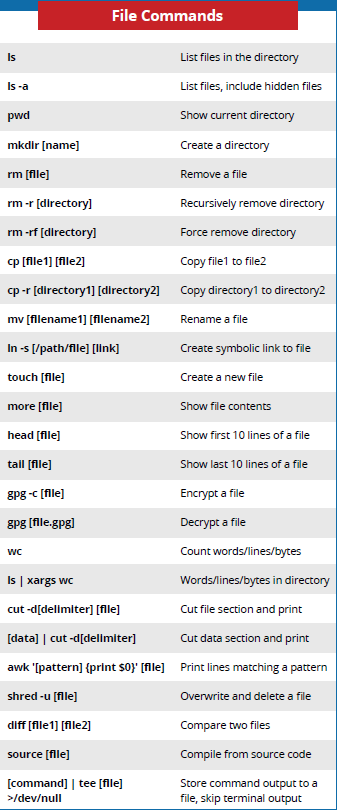 File Commands
ls List files in the directory
ls -a List files, include hidden files
pwd Show current directory
mkdir [name] Create a directory
rm [file] Remove a file
rm -r [directory] Recursively remove directory
rm -rf [directory] Force remove directory
cp [file1] [file2] Copy file1 to file2
cp -r [directory1] [directory2] Copy directory1 to directory2
mv [filename1] [filename2] Rename a file
ln -s [/path/file] [link] Create symbolic link to file
touch [file] Create a new file
more [file] Show file contents
head [file] Show first 10 lines of a file
tail [file] Show last 10 lines of a file
gpg -c [file] Encrypt a file
gpg [file.gpg] Decrypt a file
wc Count words/lines/bytes
ls | xargs wc Words/lines/bytes in directory
cut -d[delimiter] [file] Cut file section and print
[data] | cut -d[delimiter] Cut data section and print
awk '[pattern] {print $0}' [file] Print lines matching a pattern
shred -u [file] Overwrite and delete a file
diff [file1] [file2] Compare two files
source [file] Compile from source code
[command] | tee [file] Store command output to a
>/dev/null file, skip terminal output